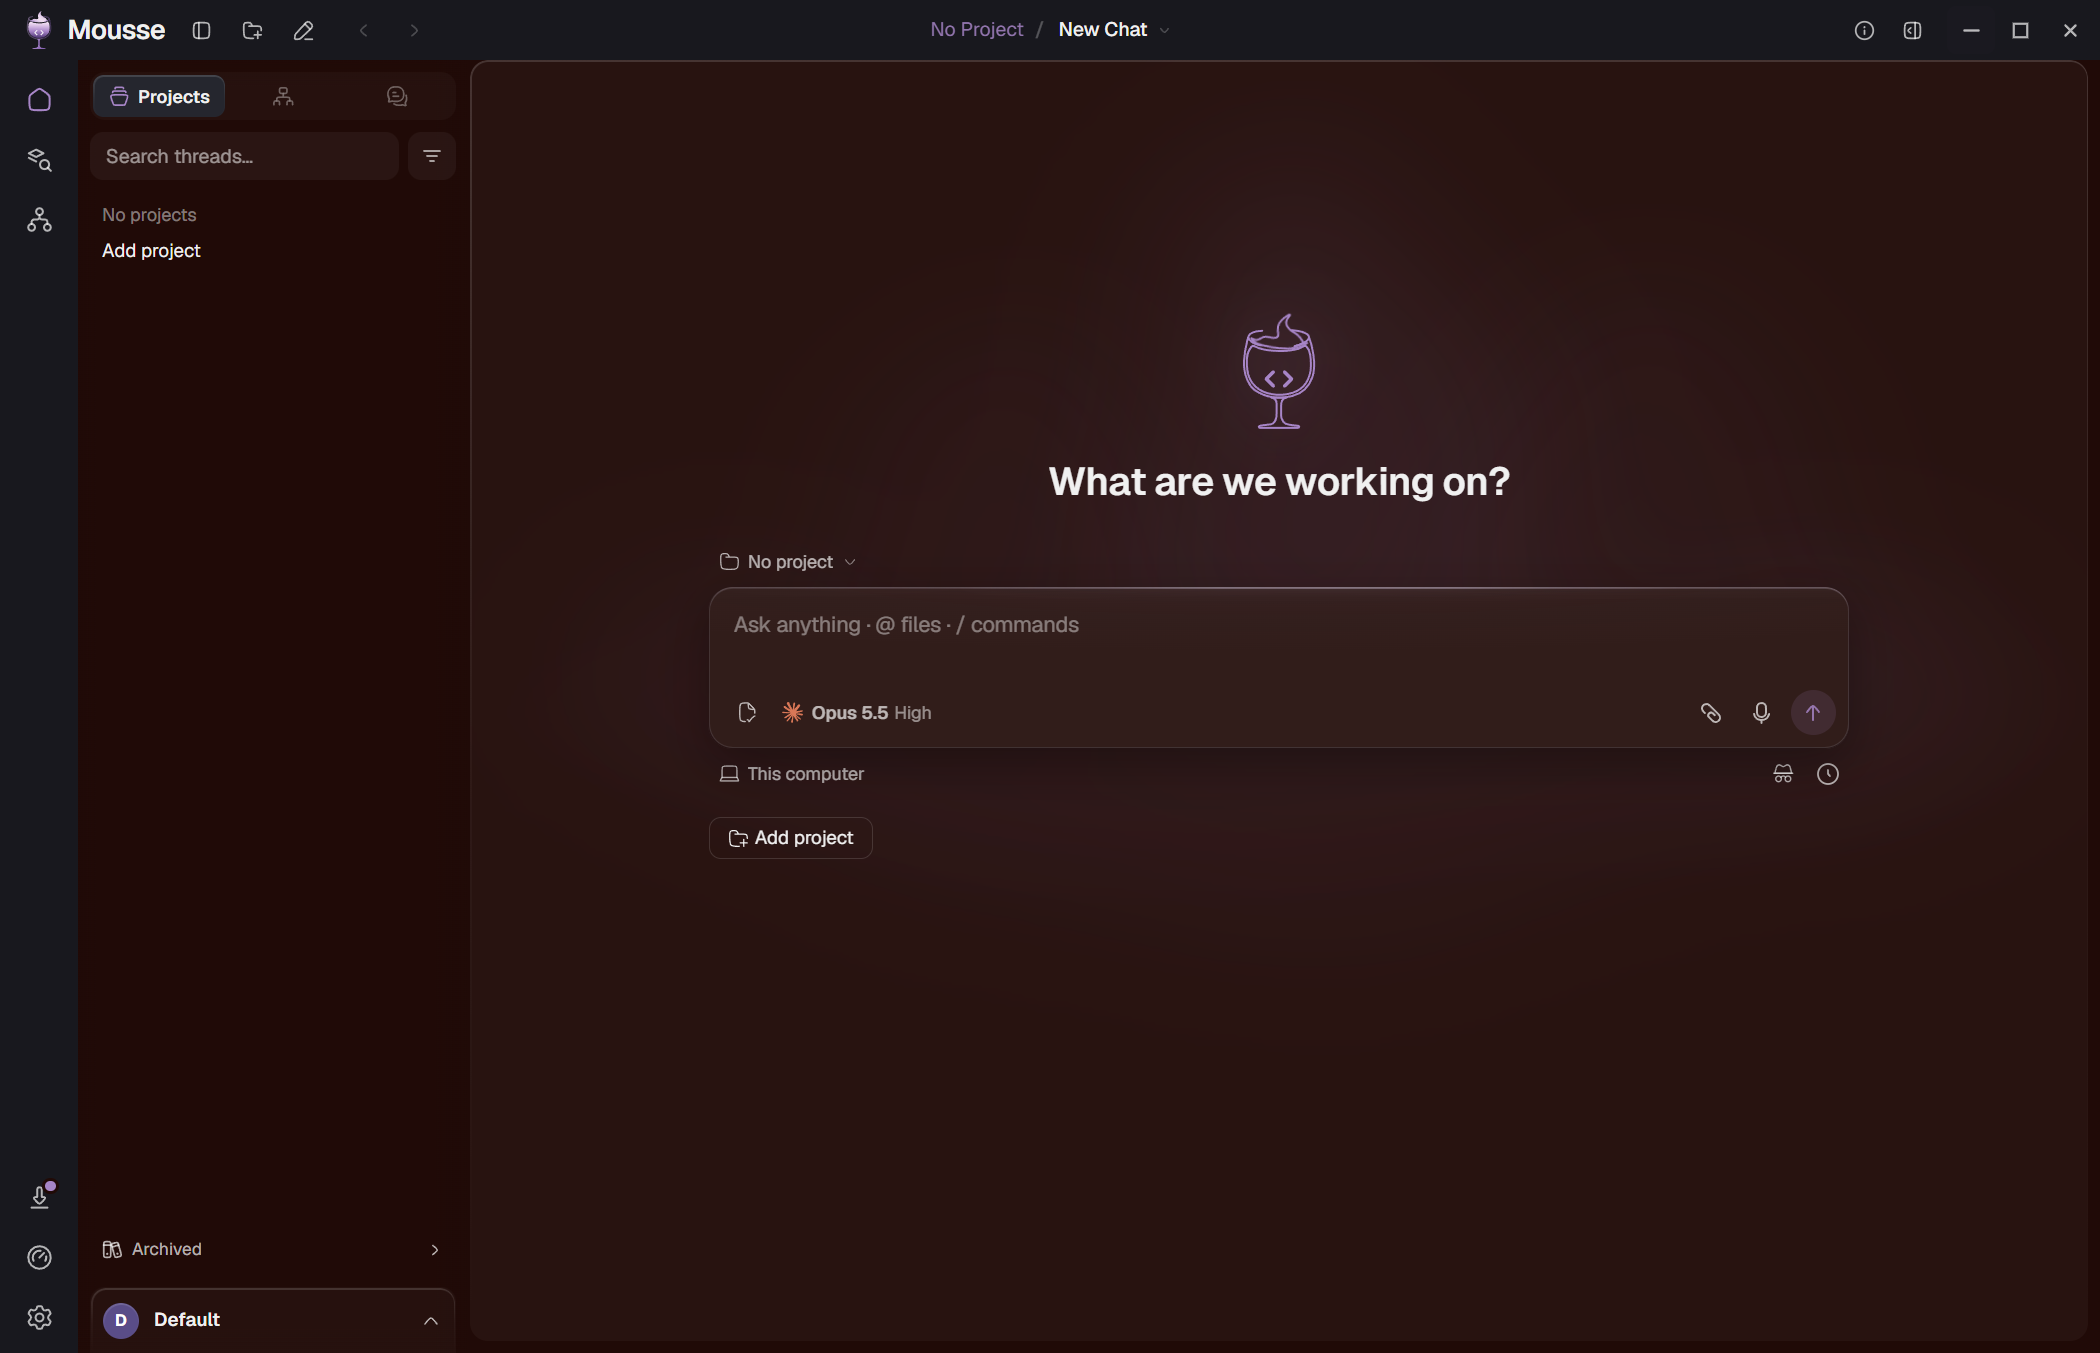 Mousse
No Project / New Chat
Projects
Search threads...
No projects
Add project
What are we working on?
No project
Ask anything · @ files · / commands
Opus 5.5 High
This computer
Add project
Archived
D Default